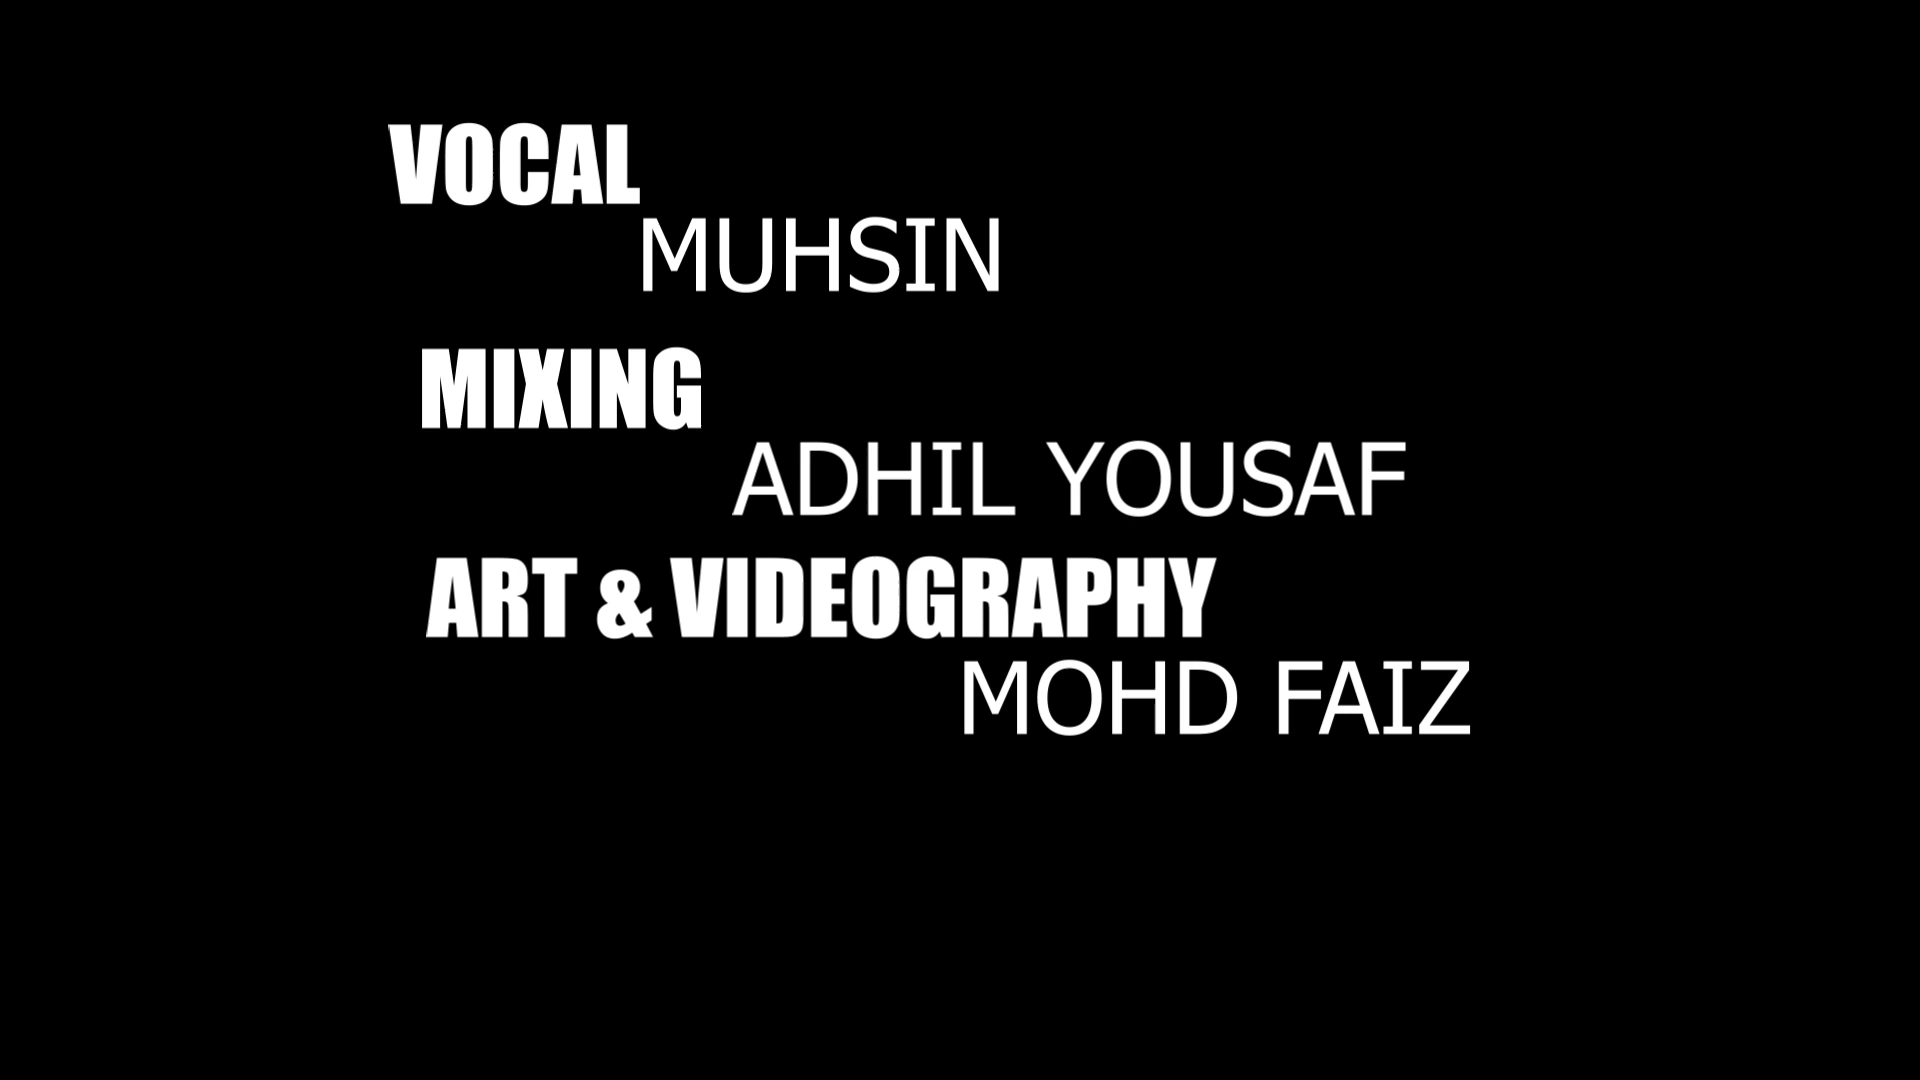 VOCAL
MUHSIN
MIXING
ADHIL YOUSAF
ART & VIDEOGRAPHY
MOHD FAIZ